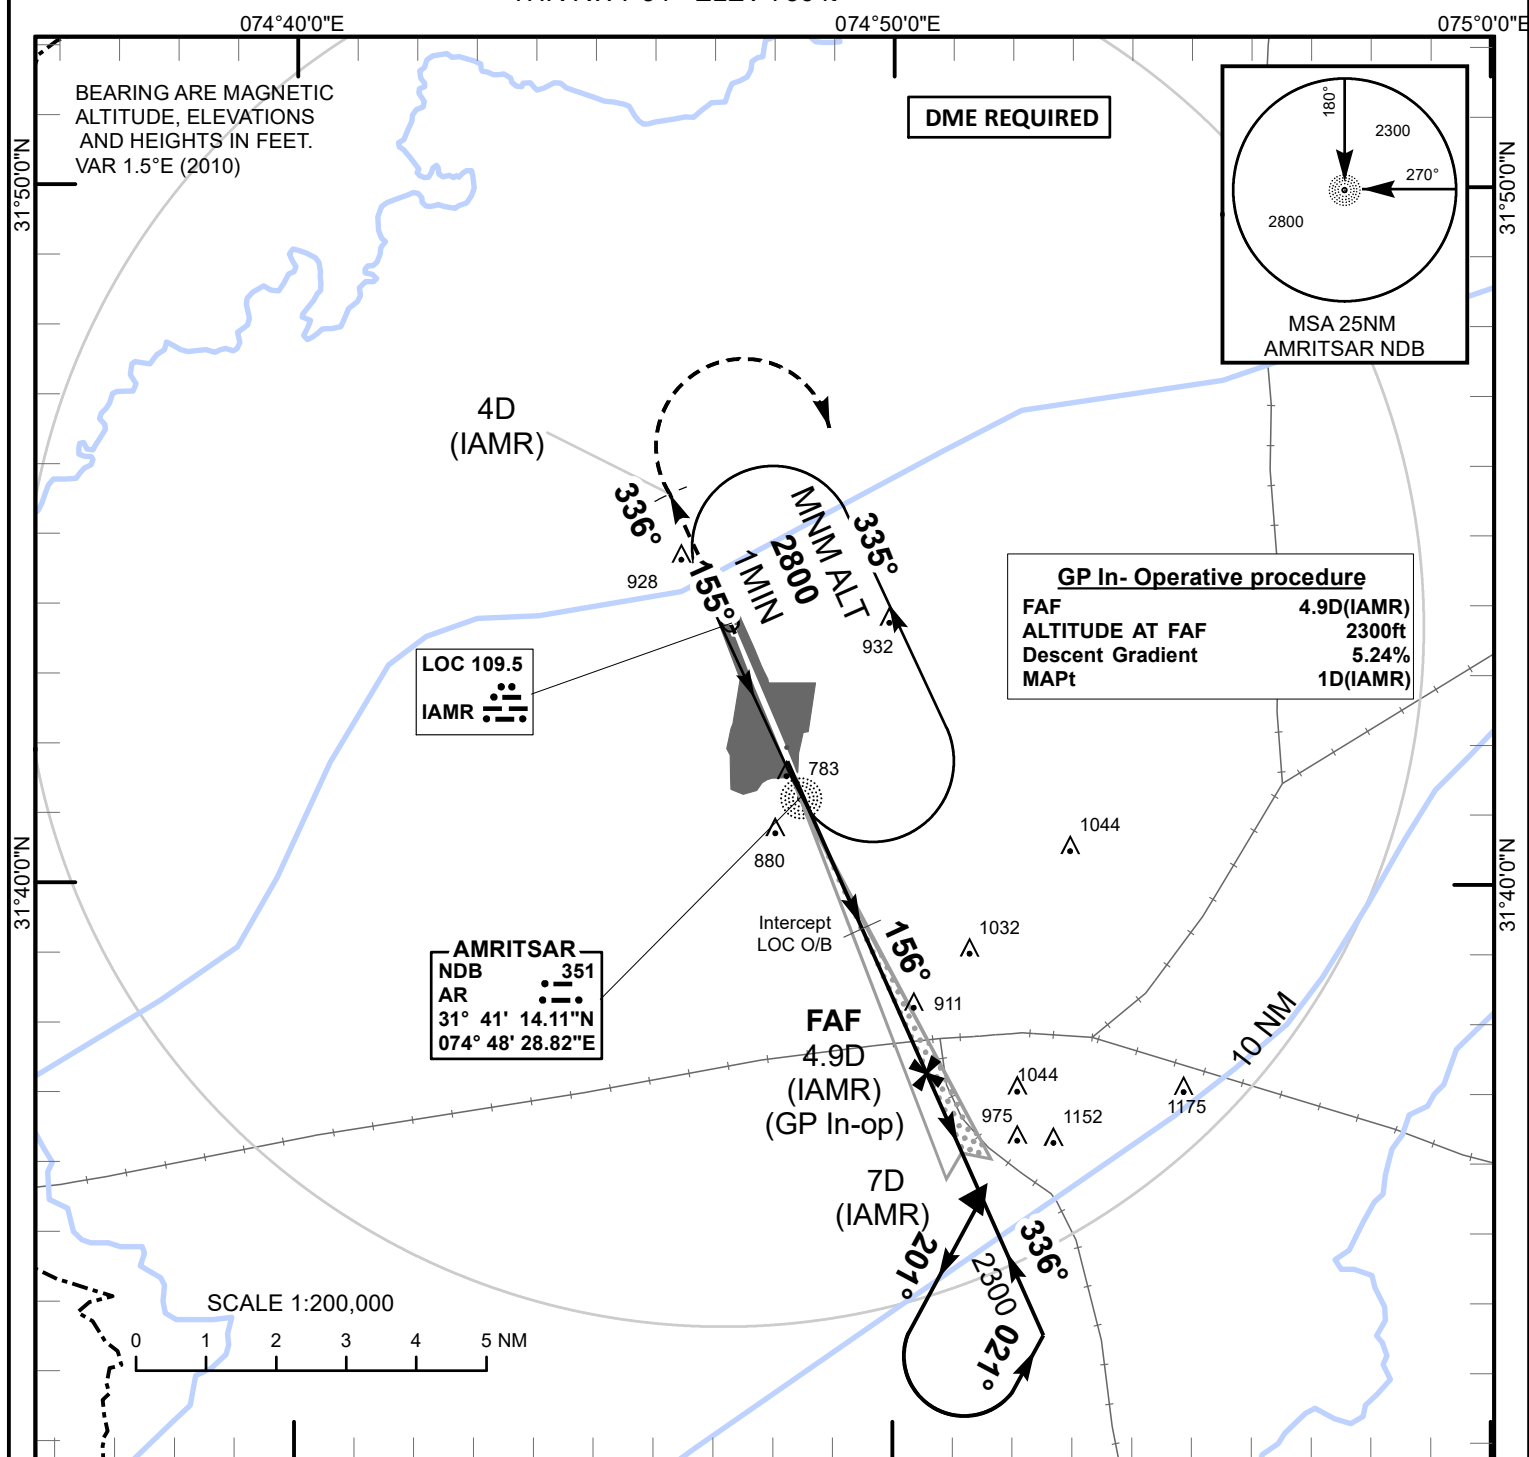 074°40'0"E
074°50'0"E
075°0'0"E
BEARING ARE MAGNETIC
ALTITUDE, ELEVATIONS
AND HEIGHTS IN FEET.
VAR 1.5°E (2010)
DME REQUIRED
180°
2300
270°
2800
MSA 25NM
AMRITSAR NDB
31°50'0"N
31°50'0"N
4D
(IAMR)
336°
928
155°
1MIN
2800
MNM ALT
335°
932
GP In- Operative procedure
FAF 4.9D(IAMR)
ALTITUDE AT FAF 2300ft
Descent Gradient 5.24%
MAPt 1D(IAMR)
LOC 109.5
IAMR
783
880
1044
31°40'0"N
31°40'0"N
Intercept
LOC O/B
156°
1032
911
AMRITSAR
NDB 351
AR
31° 41' 14.11"N
074° 48' 28.82"E
FAF
4.9D
(IAMR)
(GP In-op)
1044
975
1152
1175
10 NM
7D
(IAMR)
201°
2300
336°
021°
SCALE 1:200,000
0 1 2 3 4 5 NM